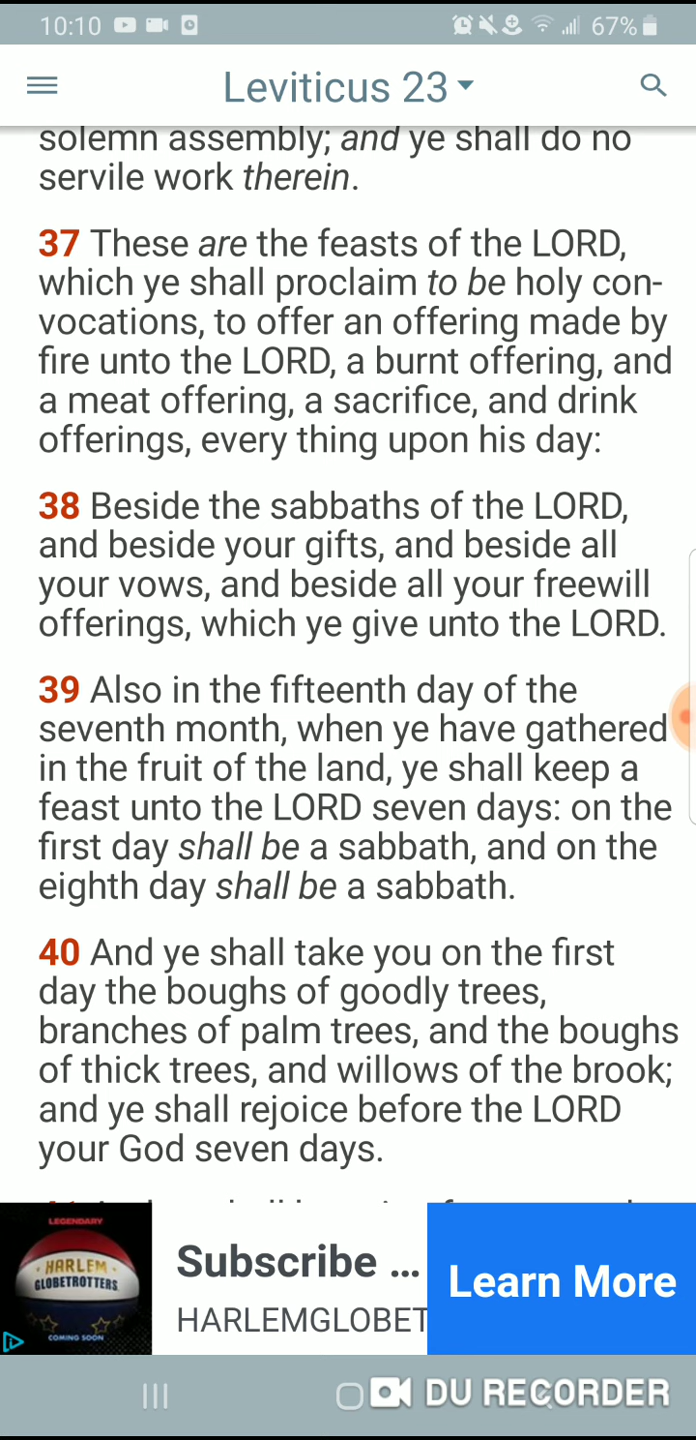 10:10 67%
Leviticus 23
solemn assembly; and ye shall do no
servile work therein.
37 These are the feasts of the LORD,
which ye shall proclaim to be holy con-
vocations, to offer an offering made by
fire unto the LORD, a burnt offering, and
a meat offering, a sacrifice, and drink
offerings, every thing upon his day:
38 Beside the sabbaths of the LORD,
and beside your gifts, and beside all
your vows, and beside all your freewill
offerings, which ye give unto the LORD.
39 Also in the fifteenth day of the
seventh month, when ye have gathered
in the fruit of the land, ye shall keep a
feast unto the LORD seven days: on the
first day shall be a sabbath, and on the
eighth day shall be a sabbath.
40 And ye shall take you on the first
day the boughs of goodly trees,
branches of palm trees, and the boughs
of thick trees, and willows of the brook;
and ye shall rejoice before the LORD
your God seven days.
LEGENDARY
HARLEM
GLOBETROTTERS
COMING SOON
Subscribe ...
HARLEMGLOBET
Learn More
DU RECORDER